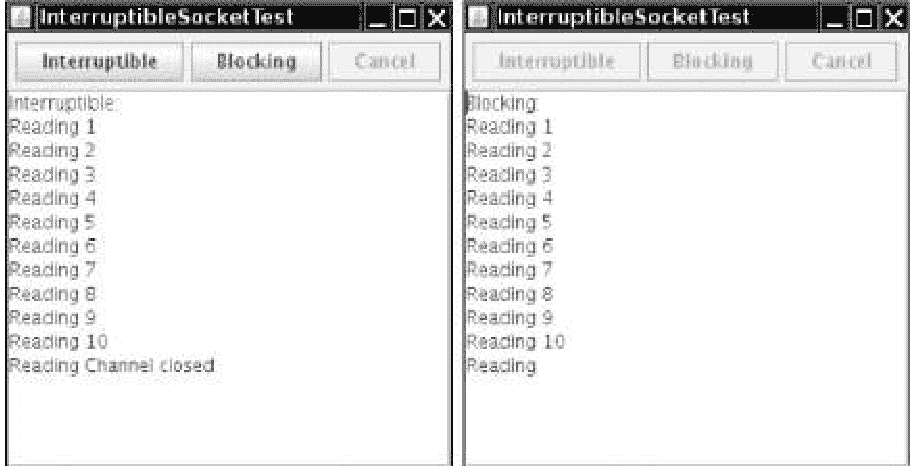 InterruptibleSocketTest
Interruptible Blocking Cancel
Interruptible:
Reading 1
Reading 2
Reading 3
Reading 4
Reading 5
Reading 6
Reading 7
Reading 8
Reading 9
Reading 10
Reading Channel closed
InterruptibleSocketTest
Interruptible Blocking Cancel
Blocking:
Reading 1
Reading 2
Reading 3
Reading 4
Reading 5
Reading 6
Reading 7
Reading 8
Reading 9
Reading 10
Reading